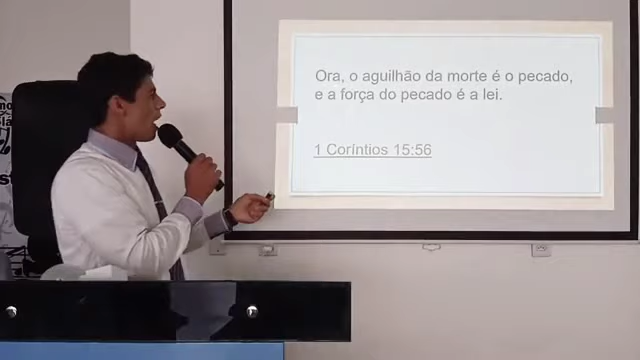 Ora, o aguilhão da morte é o pecado,
e a força do pecado é a lei.
1 Coríntios 15:56